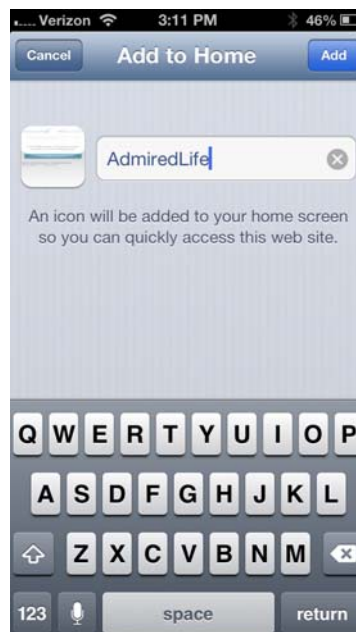 Verizon 3:11 PM 46%
Cancel Add to Home Add
AdmiredLife
An icon will be added to your home screen
so you can quickly access this web site.
Q W E R T Y U I O P
A S D F G H J K L
Z X C V B N M
123 space return